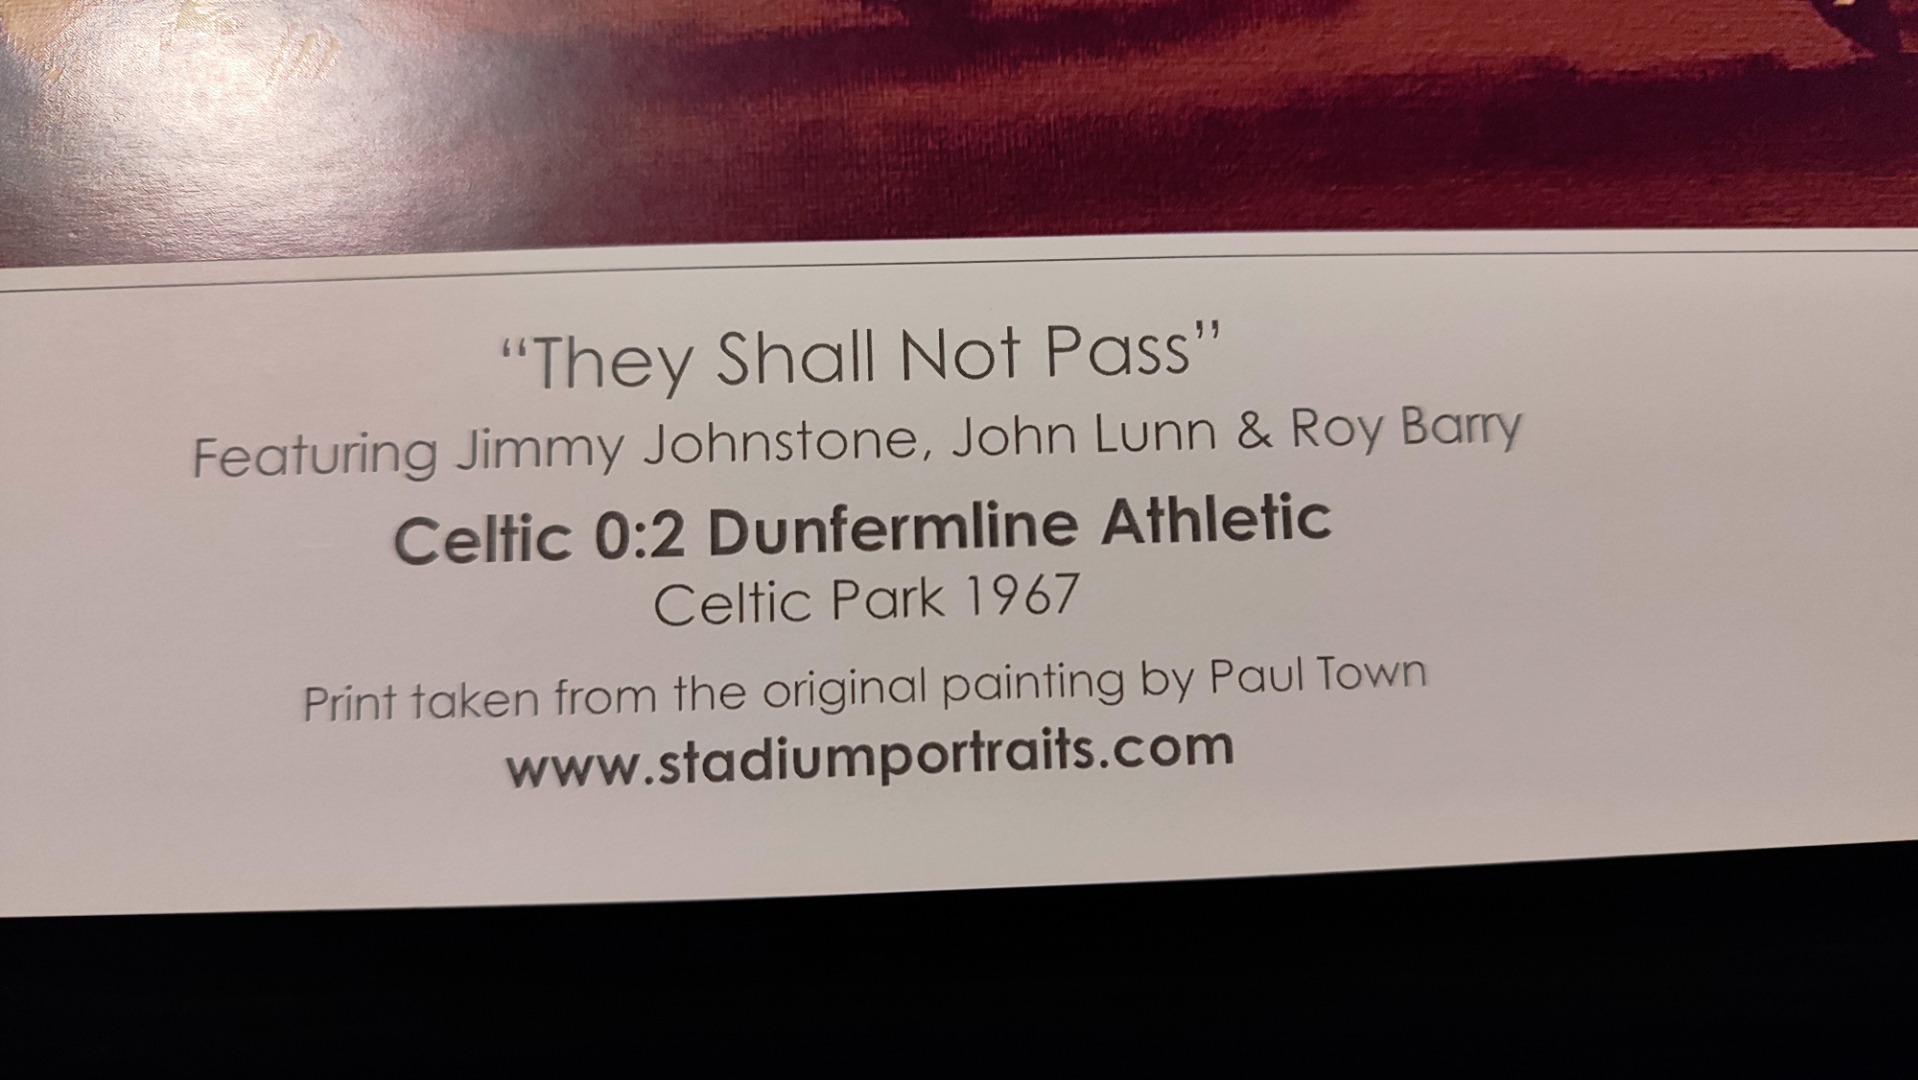 “They Shall Not Pass”
Featuring Jimmy Johnstone, John Lunn & Roy Barry
Celtic 0:2 Dunfermline Athletic
Celtic Park 1967
Print taken from the original painting by Paul Town
www.stadiumportraits.com